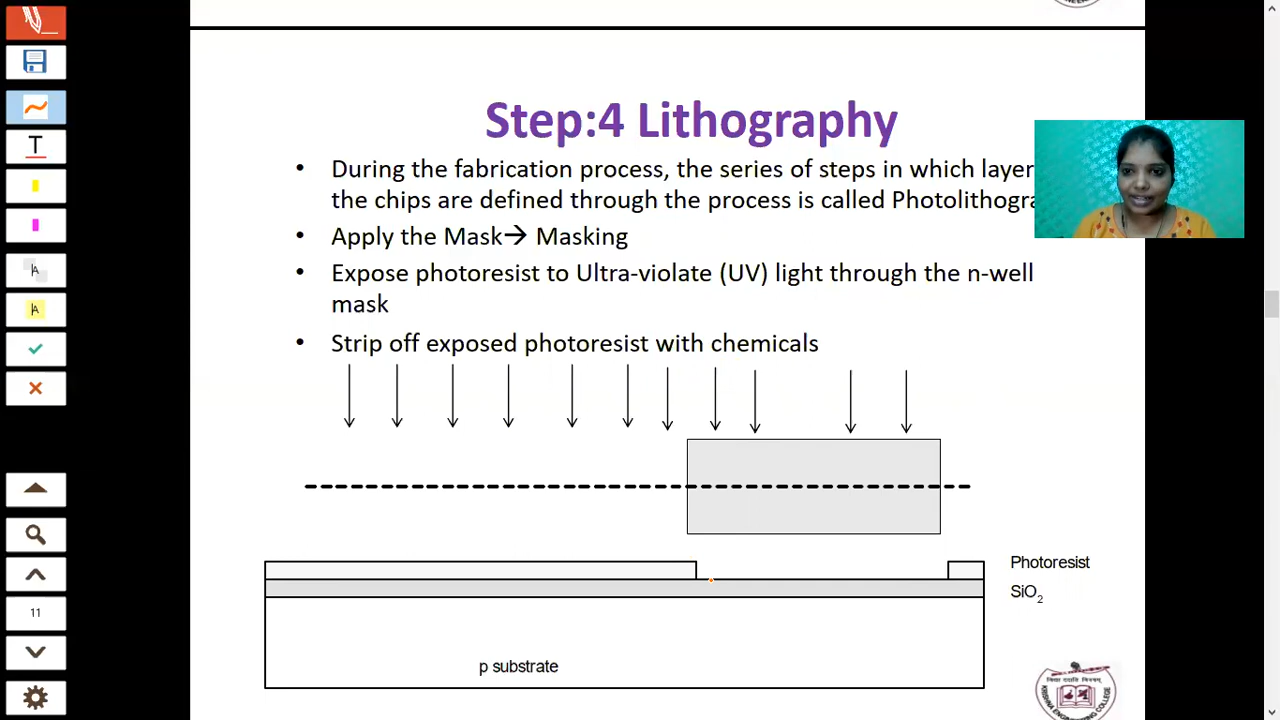 Step:4 Lithography
• During the fabrication process, the series of steps in which layer
the chips are defined through the process is called Photolithogra
• Apply the Mask→ Masking
• Expose photoresist to Ultra-violate (UV) light through the n-well
mask
• Strip off exposed photoresist with chemicals
Photoresist
SiO2
p substrate
T
A
A
11